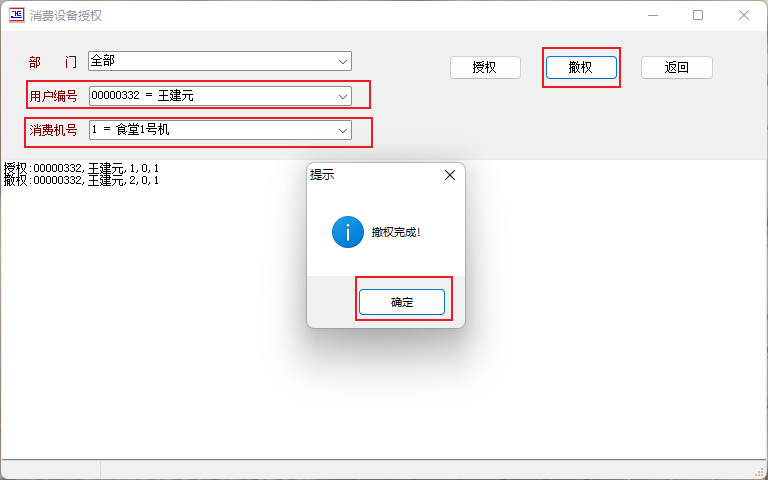 消费设备授权
部 门 全部
授权 撤权 返回
用户编号 00000332 = 王建元
消费机号 1 = 食堂1号机
授权:00000332,王建元,1,0,1
撤权:00000332,王建元,2,0,1
提示
撤权完成!
确定